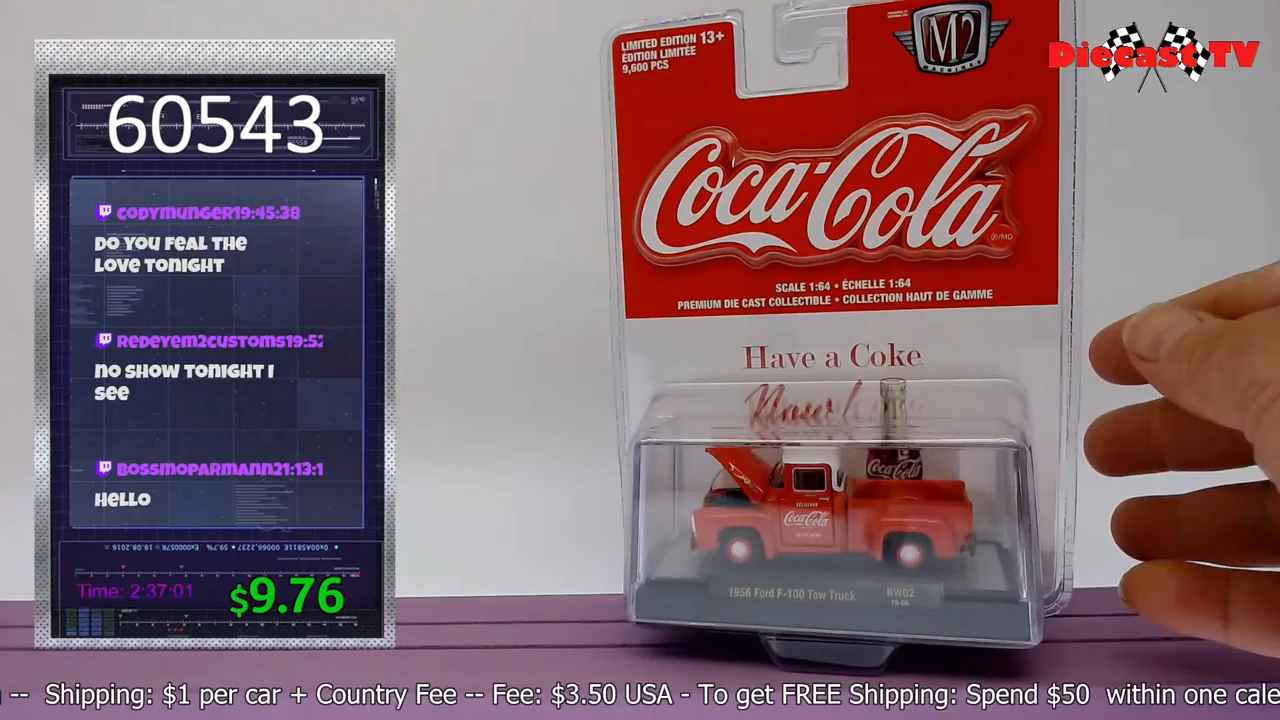 60543
codymunger19:45:38
DO YOU FEAL THE
LOVE TONIGHT
Redeyem2customs19:5
NO SHOW TONIGHT I
SEE
Bossmoparmann21:13:1
HELLO
Time: 2:37:01
$9.76
LIMITED EDITION 13+
ÉDITION LIMITÉE
9,600 PCS
M2
MACHINES
Diecast TV
Coca-Cola
®/MD
SCALE 1:64 • ÉCHELLE 1:64
PREMIUM DIE CAST COLLECTIBLE • COLLECTION HAUT DE GAMME
Have a Coke
Coca-Cola
Coca-Cola
1956 Ford F-100 Tow Truck
RW02
-- Shipping: $1 per car + Country Fee -- Fee: $3.50 USA - To get FREE Shipping: Spend $50 within one cale